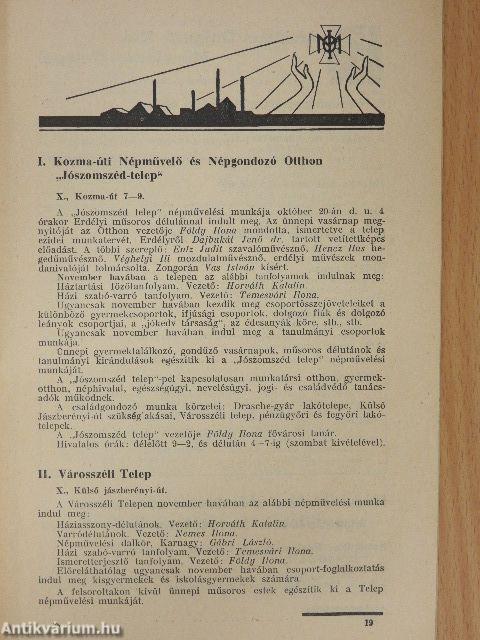 I. Kozma-úti Népművelő és Népgondozó Otthon
„Jószomszéd-telep“
X., Kozma-út 7—9.
A „Jószomszéd telep“ népművelési munkája október 20-án d. u. 4
órakor Erdélyi műsoros délutánnal indult meg. Az ünnepi vasárnap meg-
nyitóját az Otthon vezetője Földy Ilona mondotta, ismertetve a telep
ezidei munkatervét, Erdélyről Dajbukát Jenő dr. tartott vetítettképes
előadást. A többi szereplő: Eölz Judit szavalóművésznő, Hencz Hus he-
gedűművésznő, Véghelyi Ili mozdulatművésznő, erdélyi művészek mon-
danivalóját tolmácsolta. Zongorán Vas István kísért.
November havában a telepen az alábbi tanfolyamok indulnak meg:
Háztartási főzőtanfolyam. Vezető: Horváth Katalin.
Házi szabó-varró tanfolyam. Vezető: Temesvári Ilona.
Ugyancsak november havában kezdik meg csoportösszejöveteleiket a
különböző gyermekcsoportok, ifjusági csoportok, dolgozó fiúk és dolgozó
leányok csoportjai, a „jókedv társaság“, az édesanyák köre, stb., stb.
Ugyancsak november havában indul meg a tanulmányi csoportok
munkája.
Ünnepi gyermektalálkozó, gondűző vasárnapok, műsoros délutánok és
tanulmányi kirándulások egészítik ki a „Jószomszéd telep“ népművelési
munkáját.
A „Jószomszéd telep“-pel kapcsolatosan munkatársi otthon, gyermek-
otthon, néphivatal, egészségügyi, nevelésügyi, jogi- és családvédő tanács-
adók működnek.
A családgondozó munka körzetei: Drasche-gyár lakótelepe, Külső
Jászberényi-út szükséglakásai, Városszéli telep, pénzügyőri és fegyőri lakó-
telepek.
A „Jószomszéd telep“ vezetője Földy Ilona fővárosi tanár.
Hivatalos órák: délelőtt 9—2, és délután 4—7-ig (szombat kivételével).
II. Városszéli Telep
X., Külső jászberényi-út.
A Városszéli Telepen november havában az alábbi népművelési munka
indul meg:
Háziasszony-délutánok. Vezető: Horváth Katalin.
Varródélutánok. Vezető: Nemes Ilona.
Népművelési dalkör. Karnagy: Gábri László.
Házi szabó-varró tanfolyam. Vezető: Temesvári Ilona.
Ismeretterjesztő tanfolyam. Vezető: Földy Ilona.
Előreláthatólag ugyancsak november havában csoport-foglalkoztatás
indul meg kisgyermekek és iskolásgyermekek számára
A felsoroltakon kívül ünnepi műsoros estek egészítik ki a Telep
népművelési munkáját.
19
Antikvárium.hu